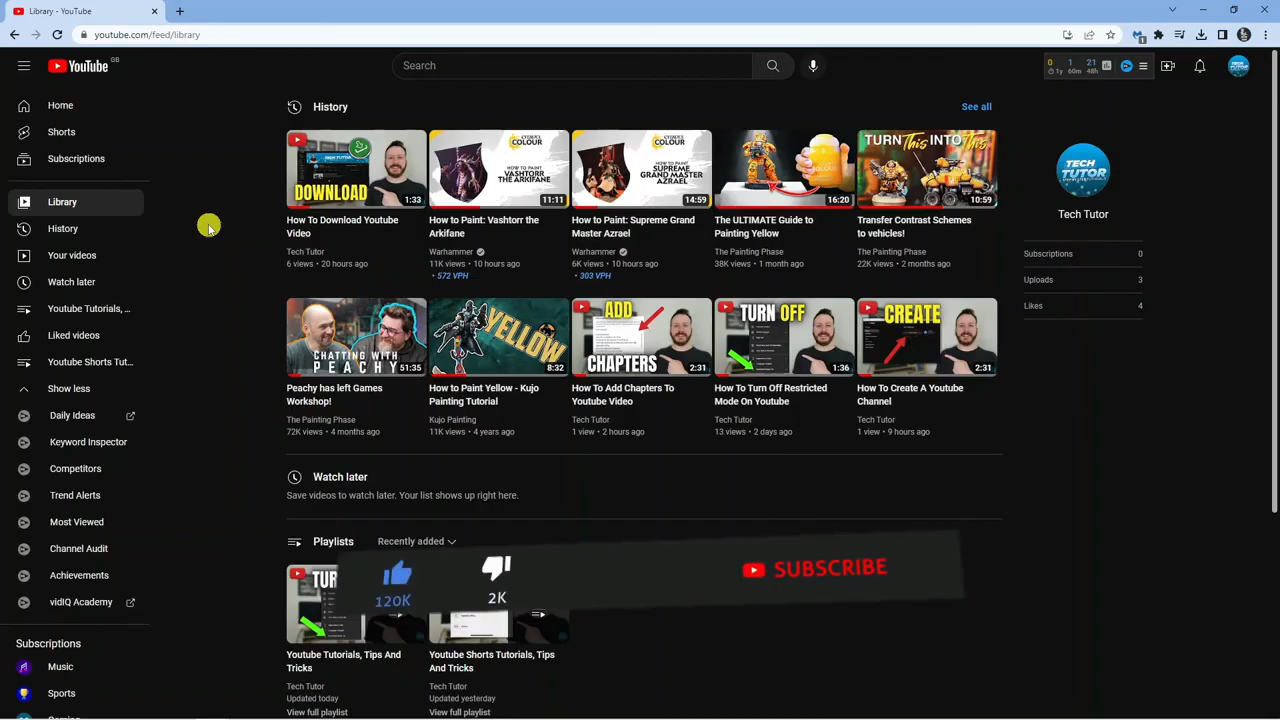 Library - YouTube
youtube.com/feed/library
YouTube GB
Search
0 1 21
1y 60m 48h
Home
Shorts
Subscriptions
Library
History
Your videos
Watch later
Youtube Tutorials, ...
Liked videos
Youtube Shorts Tut...
Show less
Daily Ideas
Keyword Inspector
Competitors
Trend Alerts
Most Viewed
Channel Audit
Achievements
vidIQ Academy
Subscriptions
Music
Sports
History
See all
DOWNLOAD
1:33
COLOUR
HOW TO PAINT
VASHTORR
THE ARKIFANE
11:11
COLOUR
HOW TO PAINT
SUPREME
GRAND MASTER
AZRAEL
14:59
16:20
TURN This INTO THIS
10:59
How To Download Youtube
Video
Tech Tutor
6 views • 20 hours ago
How to Paint: Vashtorr the
Arkifane
Warhammer
11K views • 10 hours ago
• 572 VPH
How to Paint: Supreme Grand
Master Azrael
Warhammer
6K views • 10 hours ago
• 303 VPH
The ULTIMATE Guide to
Painting Yellow
The Painting Phase
38K views • 1 month ago
Transfer Contrast Schemes
to vehicles!
The Painting Phase
22K views • 2 months ago
CHATTING WITH
PEACHY
51:35
YELLOW
8:32
ADD
CHAPTERS
2:31
TURN OFF
1:36
CREATE
2:31
Peachy has left Games
Workshop!
The Painting Phase
72K views • 4 months ago
How to Paint Yellow - Kujo
Painting Tutorial
Kujo Painting
11K views • 4 years ago
How To Add Chapters To
Youtube Video
Tech Tutor
1 view • 2 hours ago
How To Turn Off Restricted
Mode On Youtube
Tech Tutor
13 views • 2 days ago
How To Create A Youtube
Channel
Tech Tutor
1 view • 9 hours ago
Watch later
Save videos to watch later. Your list shows up right here.
Playlists
Recently added
120K
2K
SUBSCRIBE
Youtube Tutorials, Tips And
Tricks
Tech Tutor
Updated today
View full playlist
Youtube Shorts Tutorials, Tips
And Tricks
Tech Tutor
Updated yesterday
View full playlist
TECH
TUTOR
Tech Tutor
Subscriptions 0
Uploads 3
Likes 4